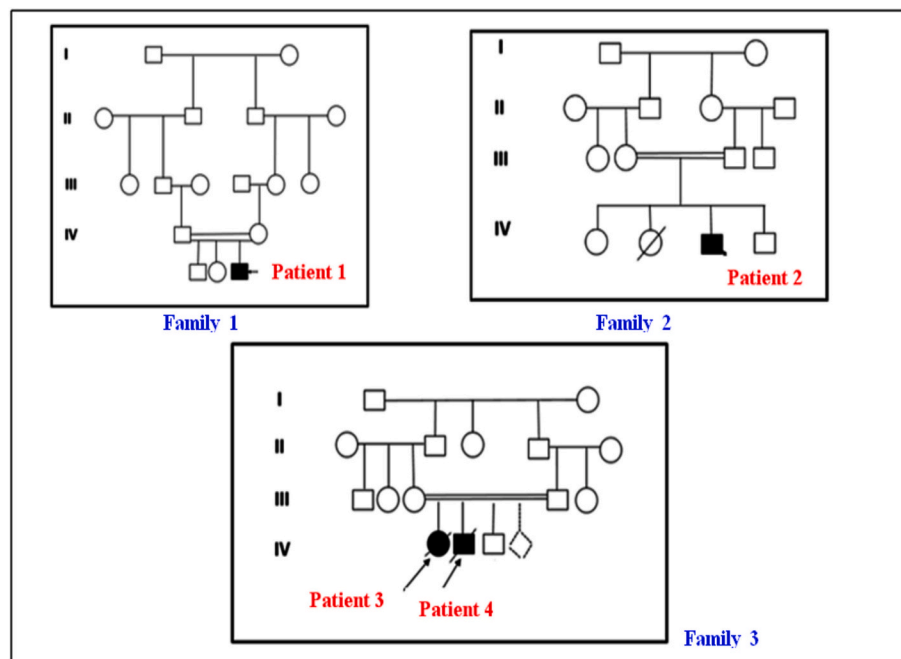 I
II
III
IV
Patient 1
Family 1
I
II
III
IV
Patient 2
Family 2
I
II
III
IV
Patient 3
Patient 4
Family 3